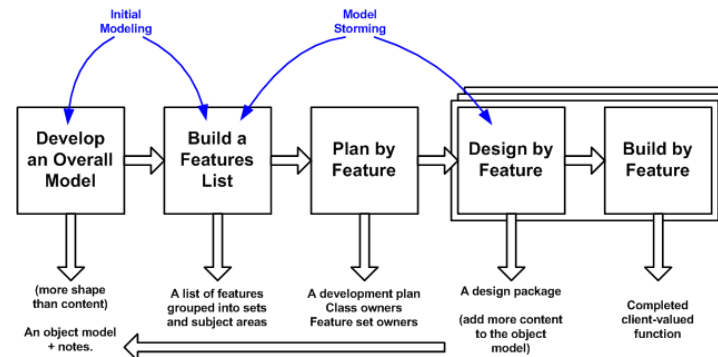 Initial
Modeling
Model
Storming
Develop
an Overall
Model
Build a
Features
List
Plan by
Feature
Design by
Feature
Build by
Feature
(more shape
than content)
An object model
+ notes.
A list of features
grouped into sets
and subject areas
A development plan
Class owners
Feature set owners
A design package
(add more content
to the object
model)
Completed
client-valued
function